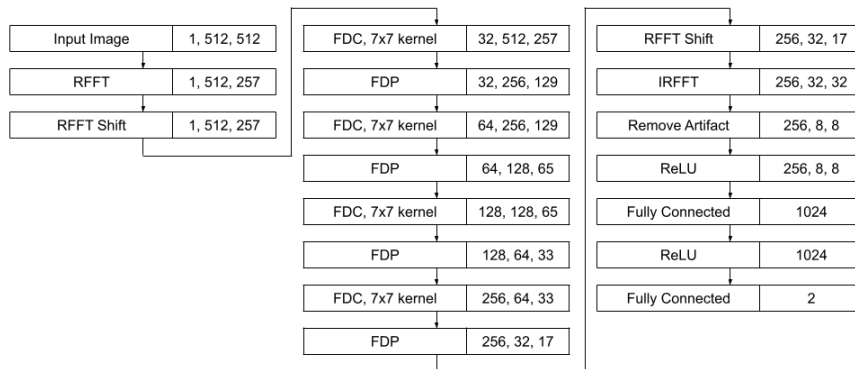 Input Image 1, 512, 512
RFFT 1, 512, 257
RFFT Shift 1, 512, 257
FDC, 7x7 kernel 32, 512, 257
FDP 32, 256, 129
FDC, 7x7 kernel 64, 256, 129
FDP 64, 128, 65
FDC, 7x7 kernel 128, 128, 65
FDP 128, 64, 33
FDC, 7x7 kernel 256, 64, 33
FDP 256, 32, 17
RFFT Shift 256, 32, 17
IRFFT 256, 32, 32
Remove Artifact 256, 8, 8
ReLU 256, 8, 8
Fully Connected 1024
ReLU 1024
Fully Connected 2